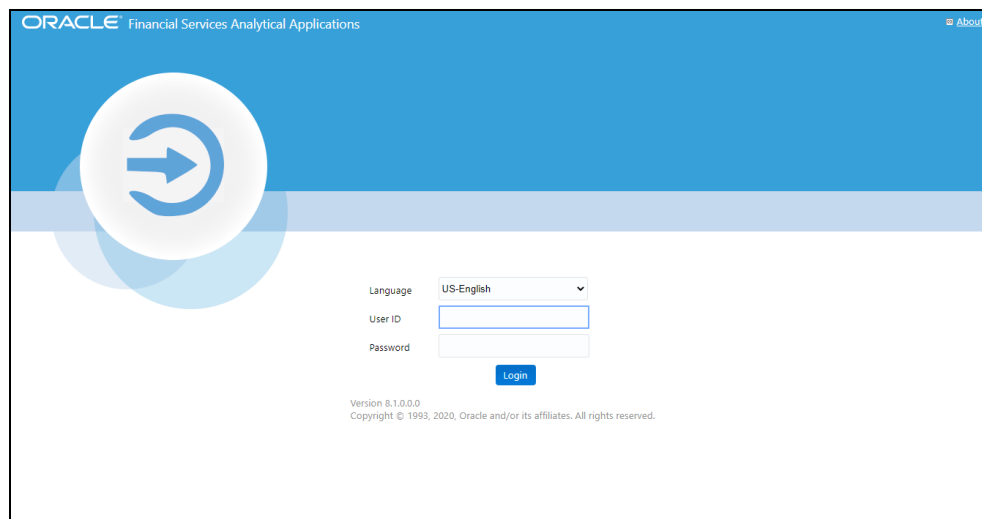 ORACLE® Financial Services Analytical Applications
About
Language US-English
User ID
Password
Login
Version 8.1.0.0.0
Copyright © 1993, 2020, Oracle and/or its affiliates. All rights reserved.